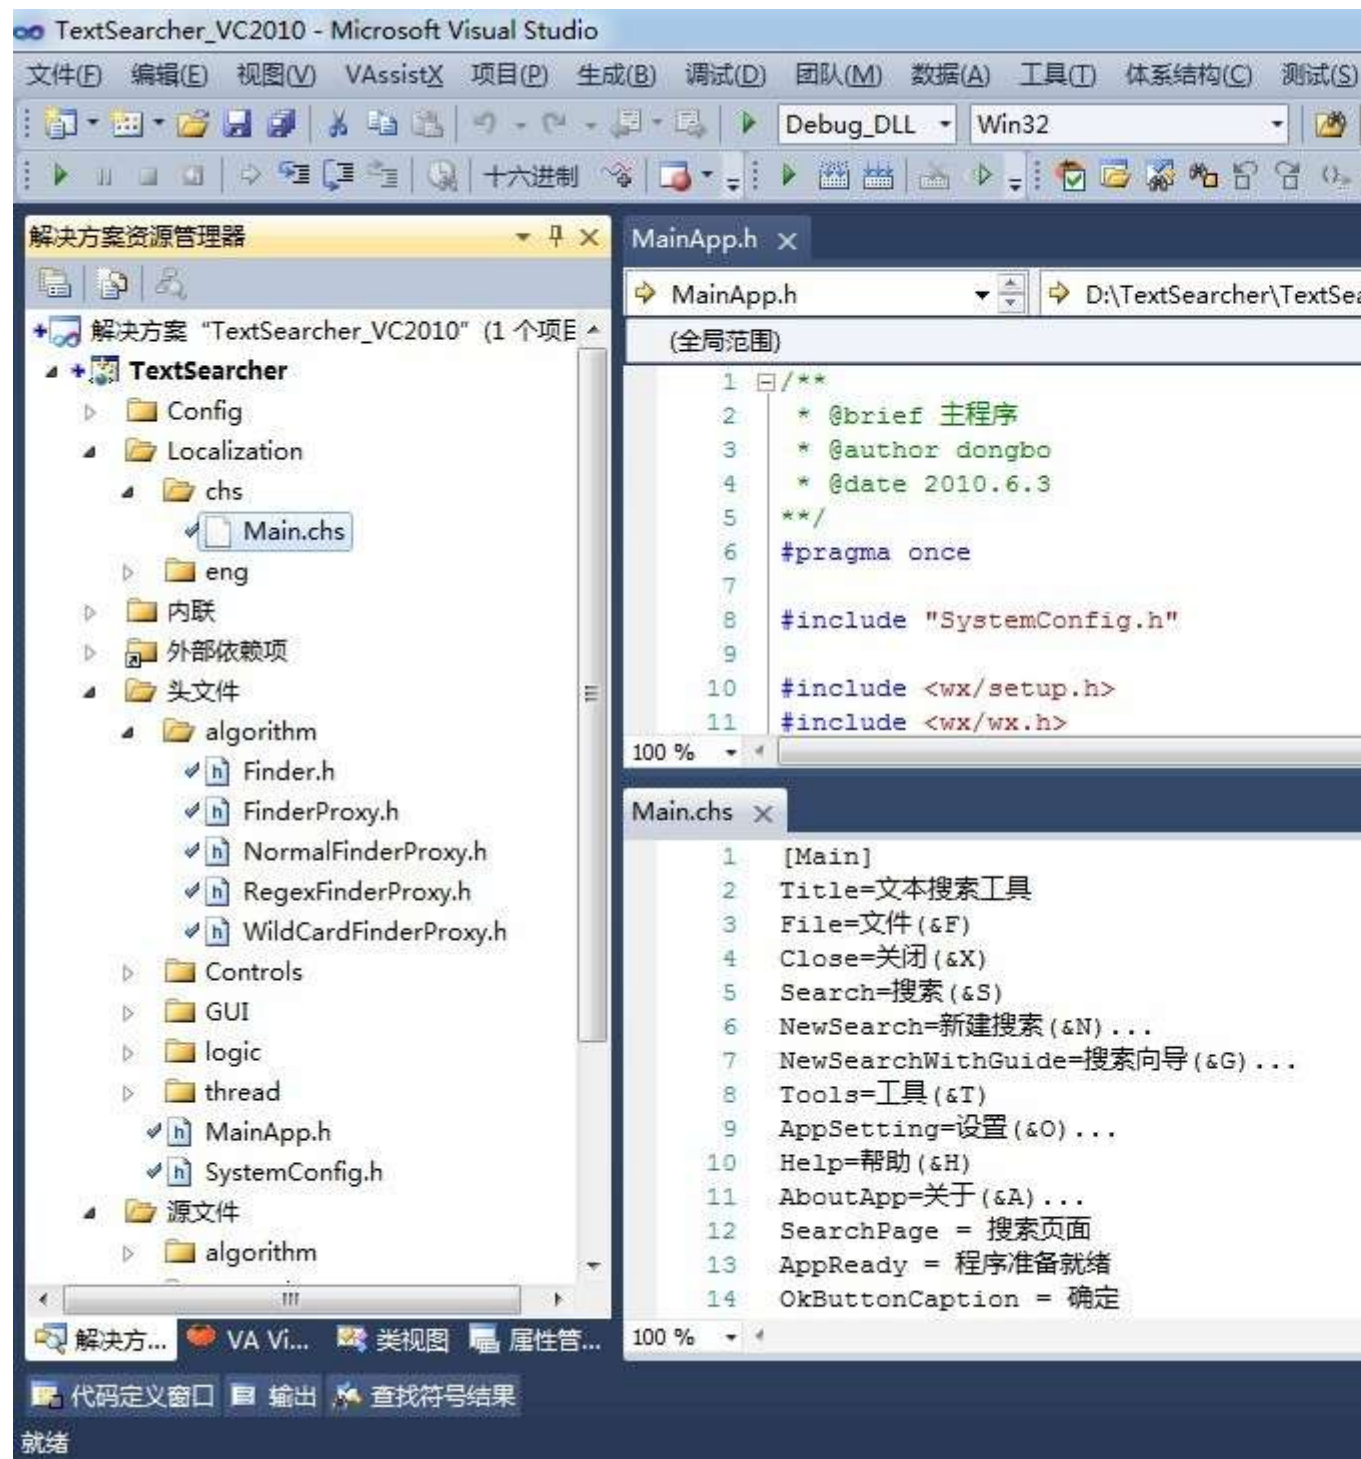 TextSearcher_VC2010 - Microsoft Visual Studio
文件(F) 编辑(E) 视图(V) VAssistX 项目(P) 生成(B) 调试(D) 团队(M) 数据(A) 工具(T) 体系结构(C) 测试(S)
Debug_DLL Win32
十六进制
解决方案资源管理器
解决方案 "TextSearcher_VC2010" (1 个项目
TextSearcher
Config
Localization
chs
Main.chs
eng
内联
外部依赖项
头文件
algorithm
Finder.h
FinderProxy.h
NormalFinderProxy.h
RegexFinderProxy.h
WildCardFinderProxy.h
Controls
GUI
logic
thread
MainApp.h
SystemConfig.h
源文件
algorithm
解决方... VA Vi... 类视图 属性管...
MainApp.h
MainApp.h D:\TextSearcher\TextSea
(全局范围)
1 /**
2 * @brief 主程序
3 * @author dongbo
4 * @date 2010.6.3
5 **/
6 #pragma once
7
8 #include "SystemConfig.h"
9
10 #include <wx/setup.h>
11 #include <wx/wx.h>
100 %
Main.chs
1 [Main]
2 Title=文本搜索工具
3 File=文件(&F)
4 Close=关闭(&X)
5 Search=搜索(&S)
6 NewSearch=新建搜索(&N)...
7 NewSearchWithGuide=搜索向导(&G)...
8 Tools=工具(&T)
9 AppSetting=设置(&O)...
10 Help=帮助(&H)
11 AboutApp=关于(&A)...
12 SearchPage = 搜索页面
13 AppReady = 程序准备就绪
14 OkButtonCaption = 确定
100 %
代码定义窗口 输出 查找符号结果
就绪